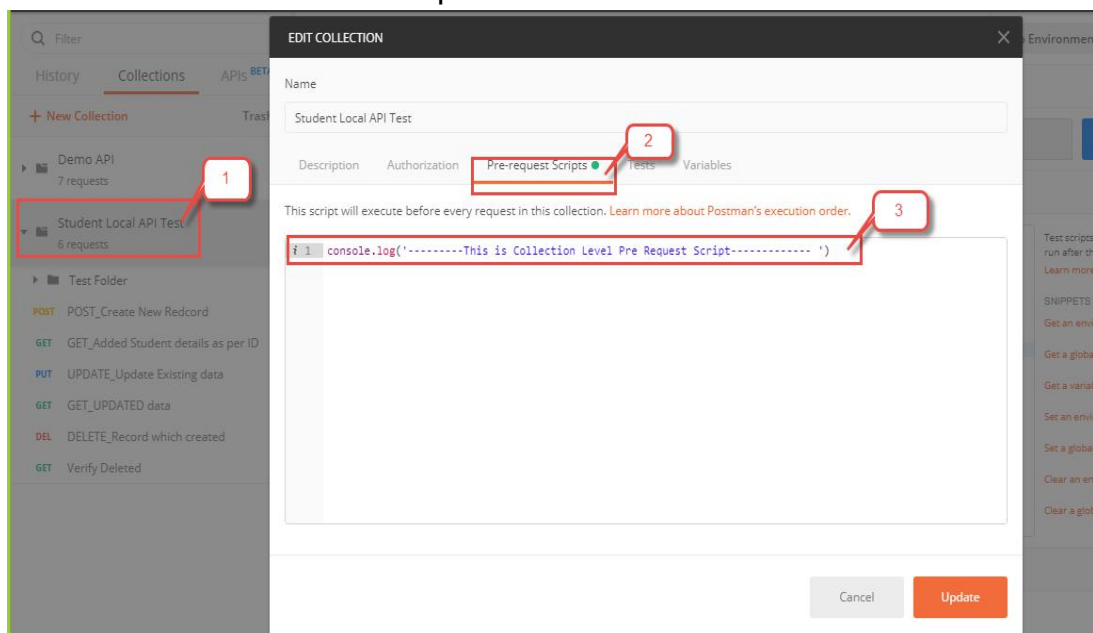 Filter
History Collections APIs BETA
+ New Collection Trash
Demo API
7 requests
1
Student Local API Test
6 requests
Test Folder
POST POST_Create New Redcord
GET GET_Added Student details as per ID
PUT UPDATE_Update Existing data
GET GET_UPDATED data
DEL DELETE_Record which created
GET Verify Deleted
EDIT COLLECTION
Name
Student Local API Test
2
Description Authorization Pre-request Scripts Tests Variables
This script will execute before every request in this collection. Learn more about Postman's execution order.
3
i 1 console.log('---------This is Collection Level Pre Request Script------------- ')
Cancel Update
Environmen
Test scripts
run after th
Learn more
SNIPPETS
Get an envi
Get a globa
Get a varia
Set an envi
Set a globa
Clear an en
Clear a glob